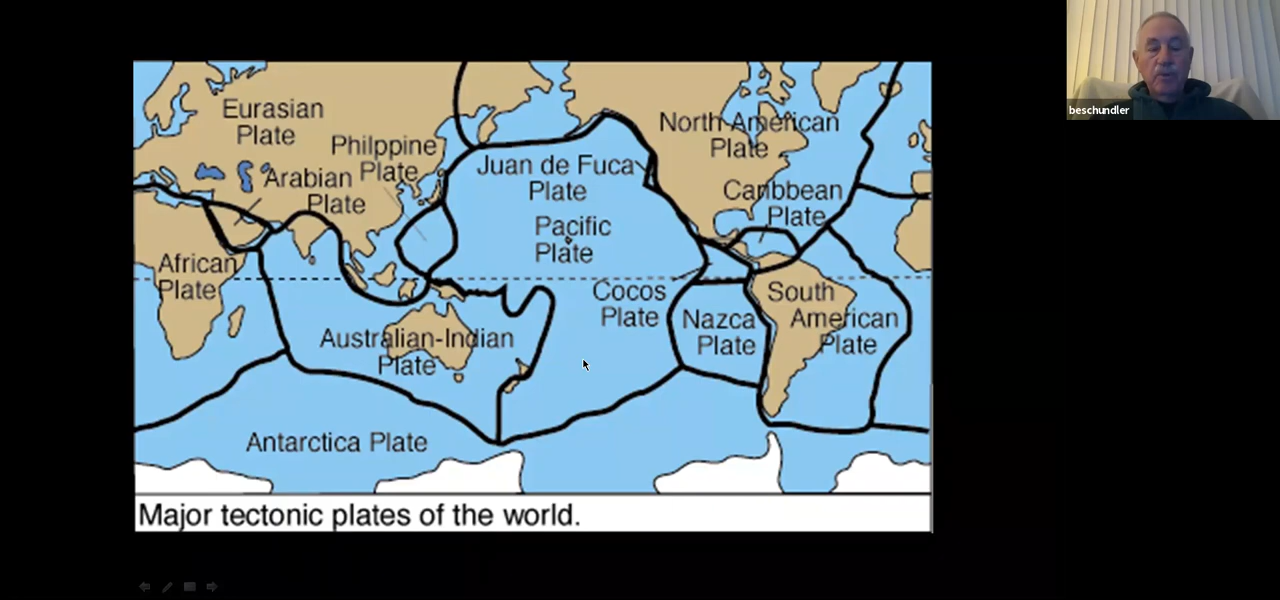 beschundler
Eurasian
Plate
Philppine
Plate
Arabian
Plate
Juan de Fuca
Plate
North American
Plate
Caribbean
Plate
Pacific
Plate
African
Plate
Cocos
Plate
South
American
Plate
Nazca
Plate
Australian-Indian
Plate
Antarctica Plate
Major tectonic plates of the world.